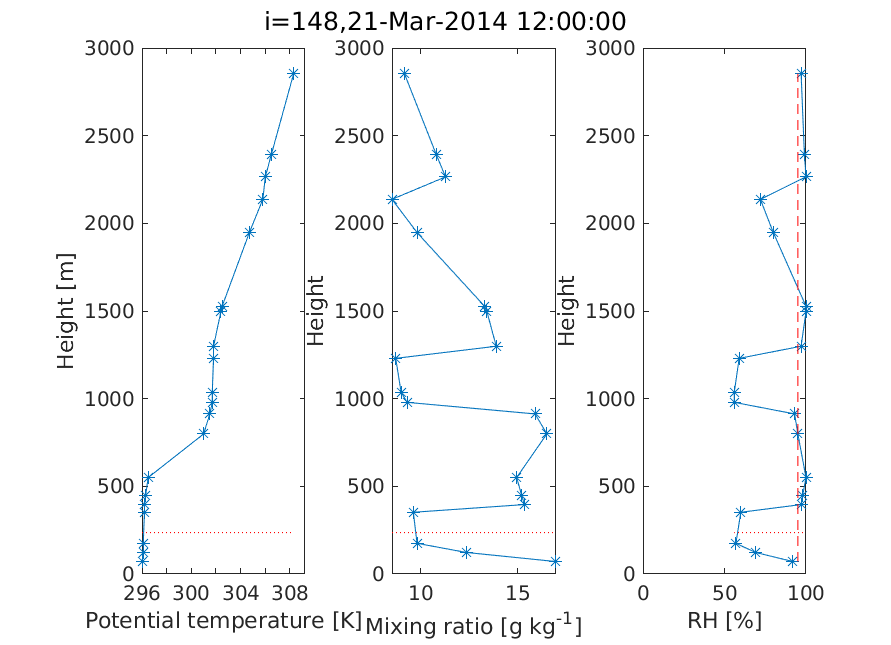 i=148,21-Mar-2014 12:00:00
3000
2500
2000
1500
1000
500
0
Height [m]
296 300 304 308
Potential temperature [K]
3000
2500
2000
1500
1000
500
0
Height
10 15
Mixing ratio [g kg-1]
3000
2500
2000
1500
1000
500
0
Height
0 50 100
RH [%]